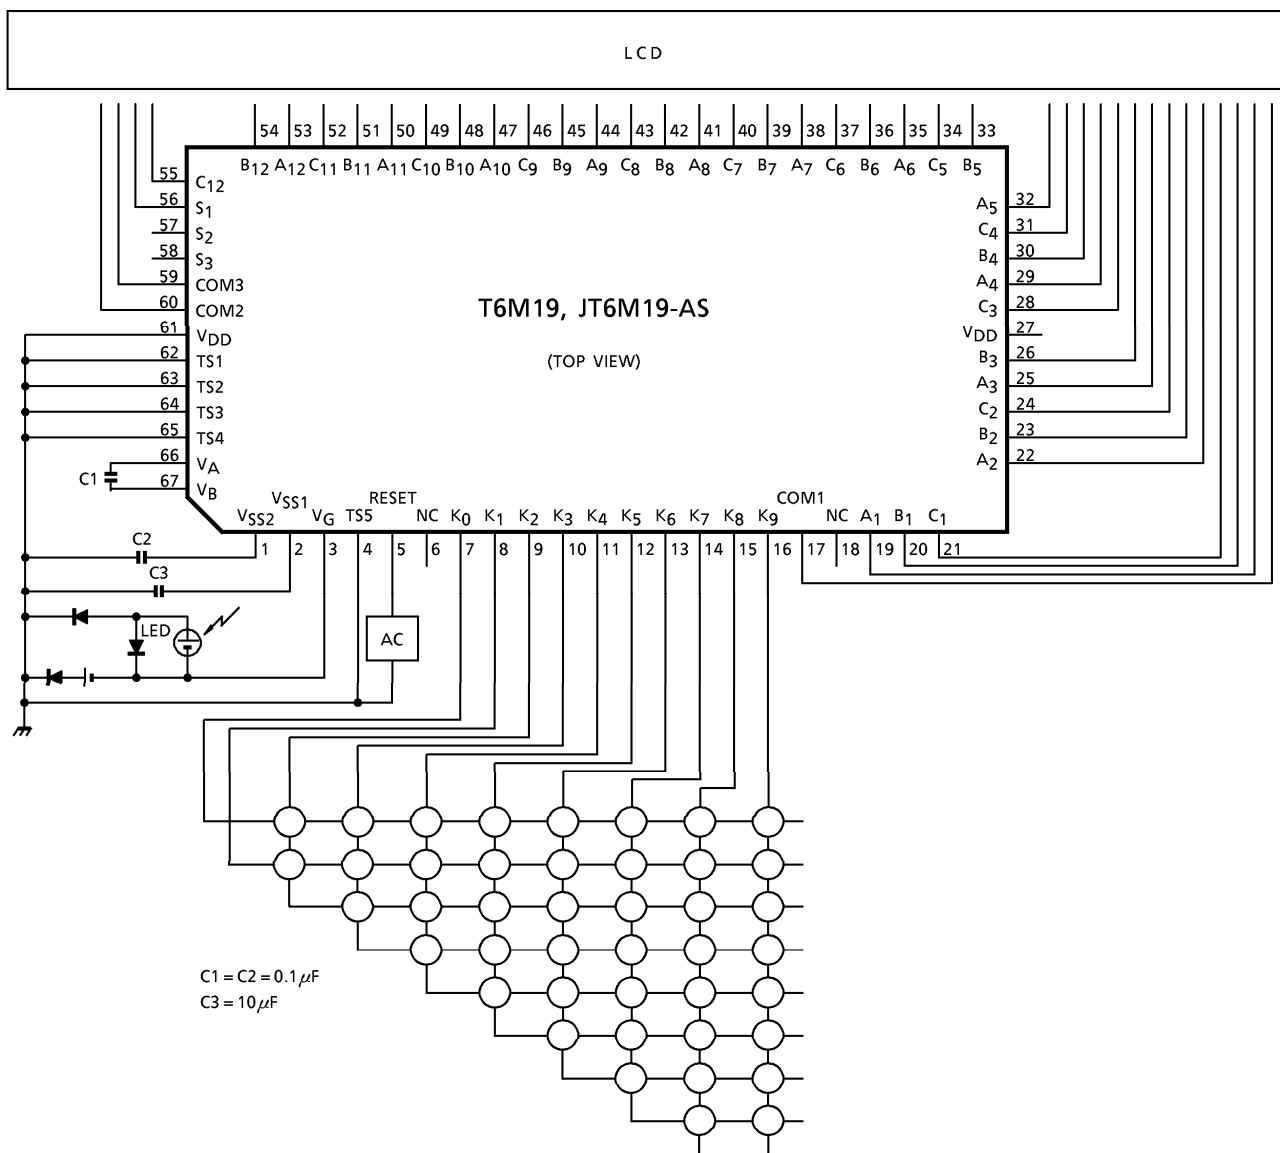 LCD
54 53 52 51 50 49 48 47 46 45 44 43 42 41 40 39 38 37 36 35 34 33
B12 A12 C11 B11 A11 C10 B10 A10 C9 B9 A9 C8 B8 A8 C7 B7 A7 C6 B6 A6 C5 B5
55 C12
56 S1
57 S2
58 S3
59 COM3
60 COM2
61 VDD
62 TS1
63 TS2
64 TS3
65 TS4
66 VA
67 VB
C1
T6M19, JT6M19-AS
(TOP VIEW)
A5 32
C4 31
B4 30
A4 29
C3 28
VDD 27
B3 26
A3 25
C2 24
B2 23
A2 22
VSS2 VSS1 VG TS5 RESET NC K0 K1 K2 K3 K4 K5 K6 K7 K8 K9 COM1 NC A1 B1 C1
1 2 3 4 5 6 7 8 9 10 11 12 13 14 15 16 17 18 19 20 21
C2
C3
LED
AC
C1 = C2 = 0.1 μF
C3 = 10 μF